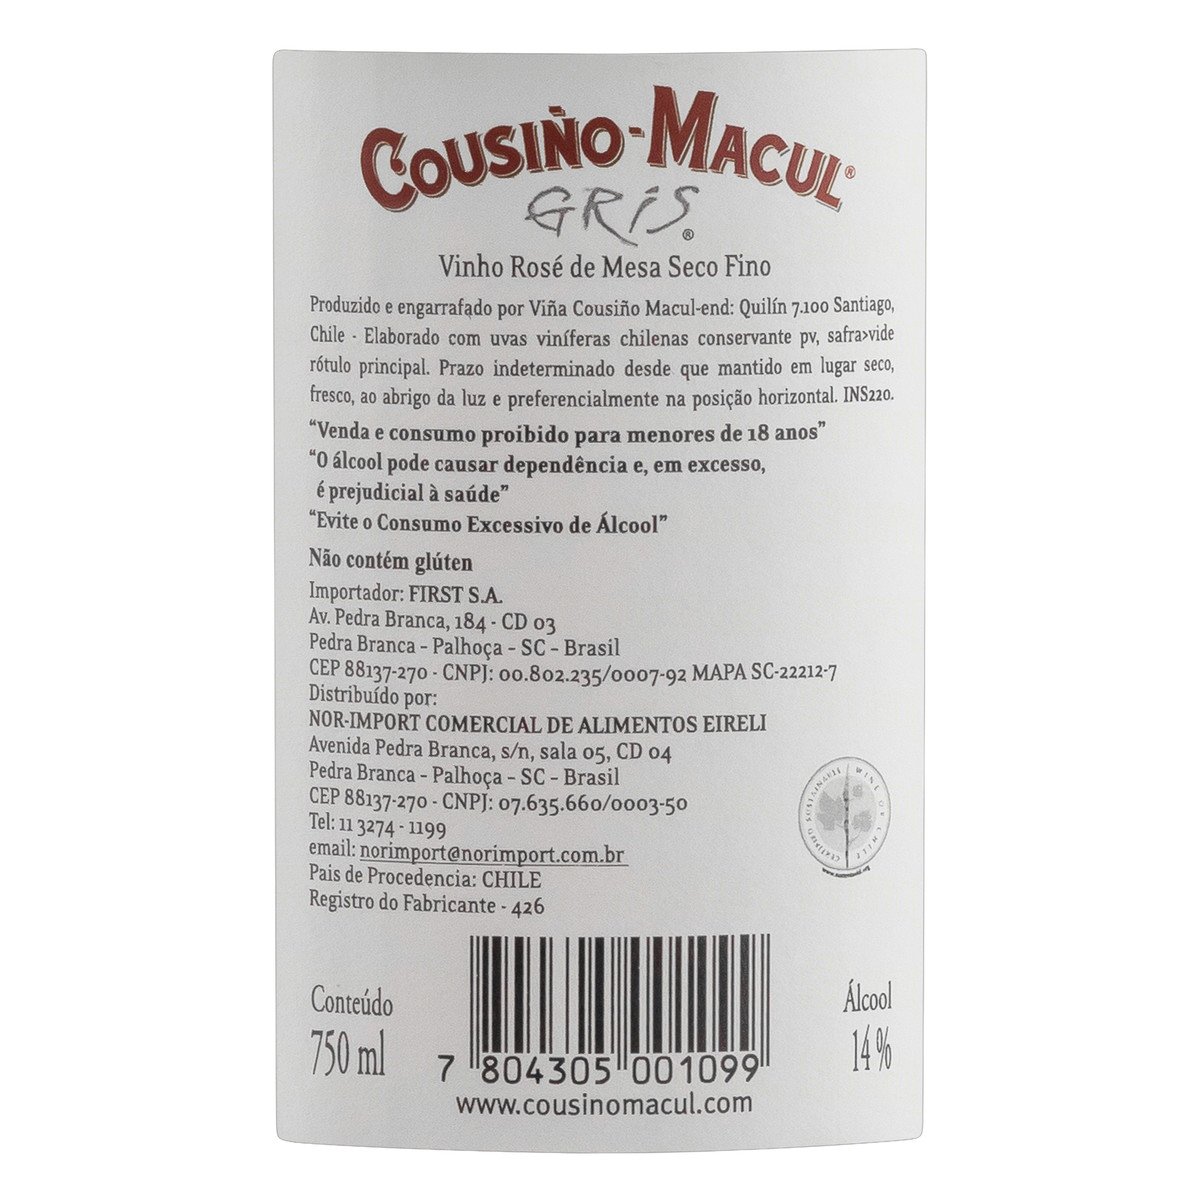 COUSIÑO-MACUL®
GRIS®
Vinho Rosé de Mesa Seco Fino
Produzido e engarrafado por Viña Cousiño Macul-end: Quilín 7.100 Santiago,
Chile - Elaborado com uvas viníferas chilenas conservante pv, safra>vide
rótulo principal. Prazo indeterminado desde que mantido em lugar seco,
fresco, ao abrigo da luz e preferencialmente na posição horizontal. INS220.
"Venda e consumo proibido para menores de 18 anos"
"O álcool pode causar dependência e, em excesso,
é prejudicial à saúde"
"Evite o Consumo Excessivo de Álcool"
Não contém glúten
Importador: FIRST S.A.
Av. Pedra Branca, 184 - CD 03
Pedra Branca - Palhoça - SC - Brasil
CEP 88137-270 - CNPJ: 00.802.235/0007-92 MAPA SC-22212-7
Distribuído por:
NOR-IMPORT COMERCIAL DE ALIMENTOS EIRELI
Avenida Pedra Branca, s/n, sala 05, CD 04
Pedra Branca - Palhoça - SC - Brasil
CEP 88137-270 - CNPJ: 07.635.660/0003-50
Tel: 11 3274 - 1199
email: norimport@norimport.com.br
Pais de Procedencia: CHILE
Registro do Fabricante - 426
CERTIFIED SUSTAINABLE WINE OF CHILE
Conteúdo
750 ml
Álcool
14%
7 804305 001099
www.cousinomacul.com